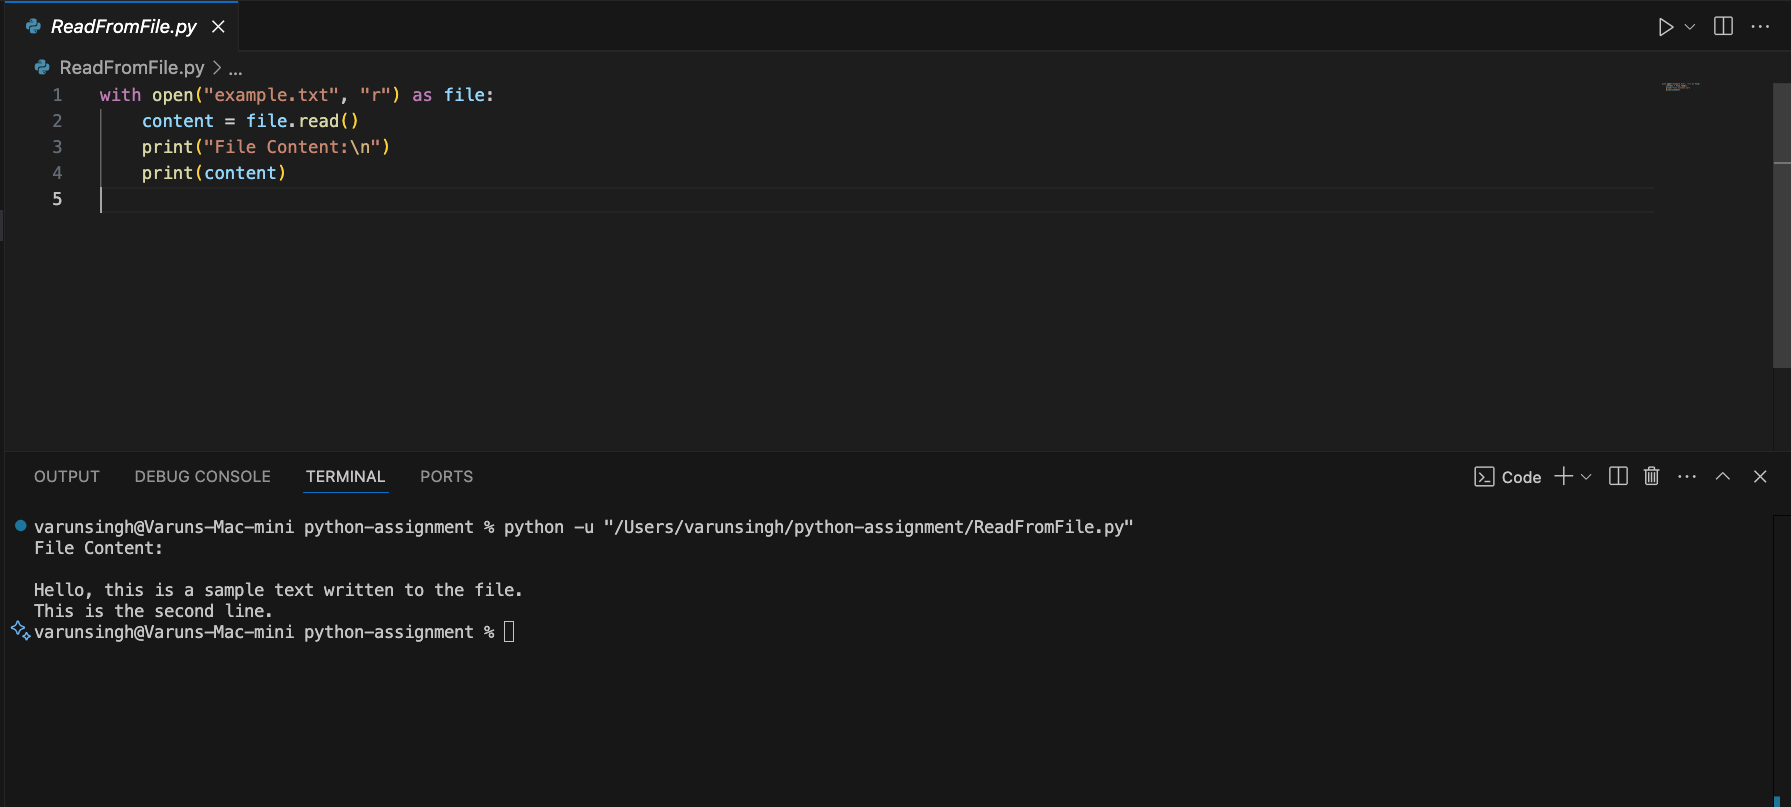 ReadFromFile.py
ReadFromFile.py > ...
1 with open("example.txt", "r") as file:
2     content = file.read()
3     print("File Content:\n")
4     print(content)
5
OUTPUT DEBUG CONSOLE TERMINAL PORTS Code
varunsingh@Varuns-Mac-mini python-assignment % python -u "/Users/varunsingh/python-assignment/ReadFromFile.py"
File Content:
Hello, this is a sample text written to the file.
This is the second line.
varunsingh@Varuns-Mac-mini python-assignment %